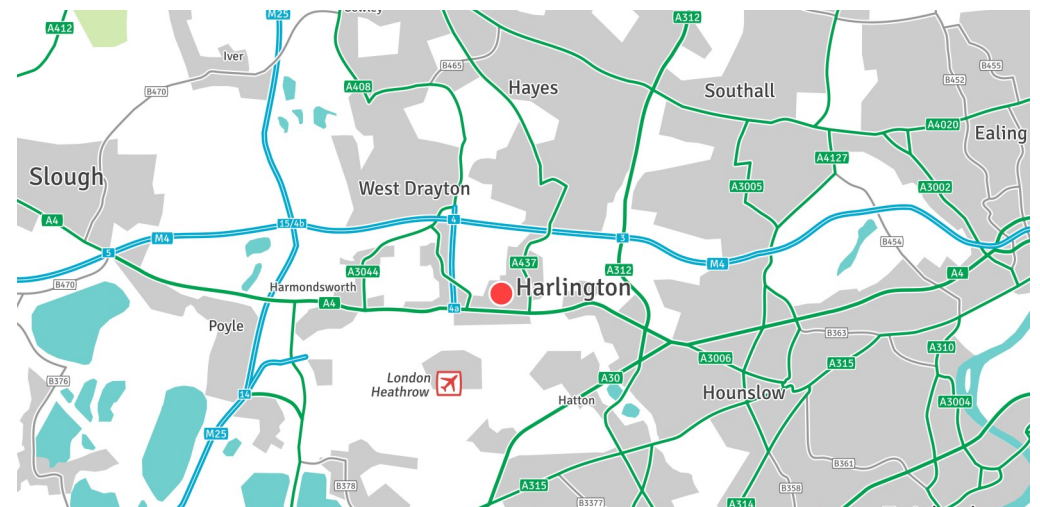 M25
A412
A312
Iver
B465
B455
B452
B470
A408
Hayes
Southall
A4020
Ealing
A4127
Slough
West Drayton
A3005
A3002
A4
15/4b
4
M4
5
3
B454
A3044
A437
A312
M4
A4
B470
Harmondsworth
A4
Harlington
4a
Poyle
B363
A3006
A315
A310
B376
London
Heathrow
A30
14
Hatton
Hounslow
A3004
M25
B361
A315
B378
B358
B3377
A314